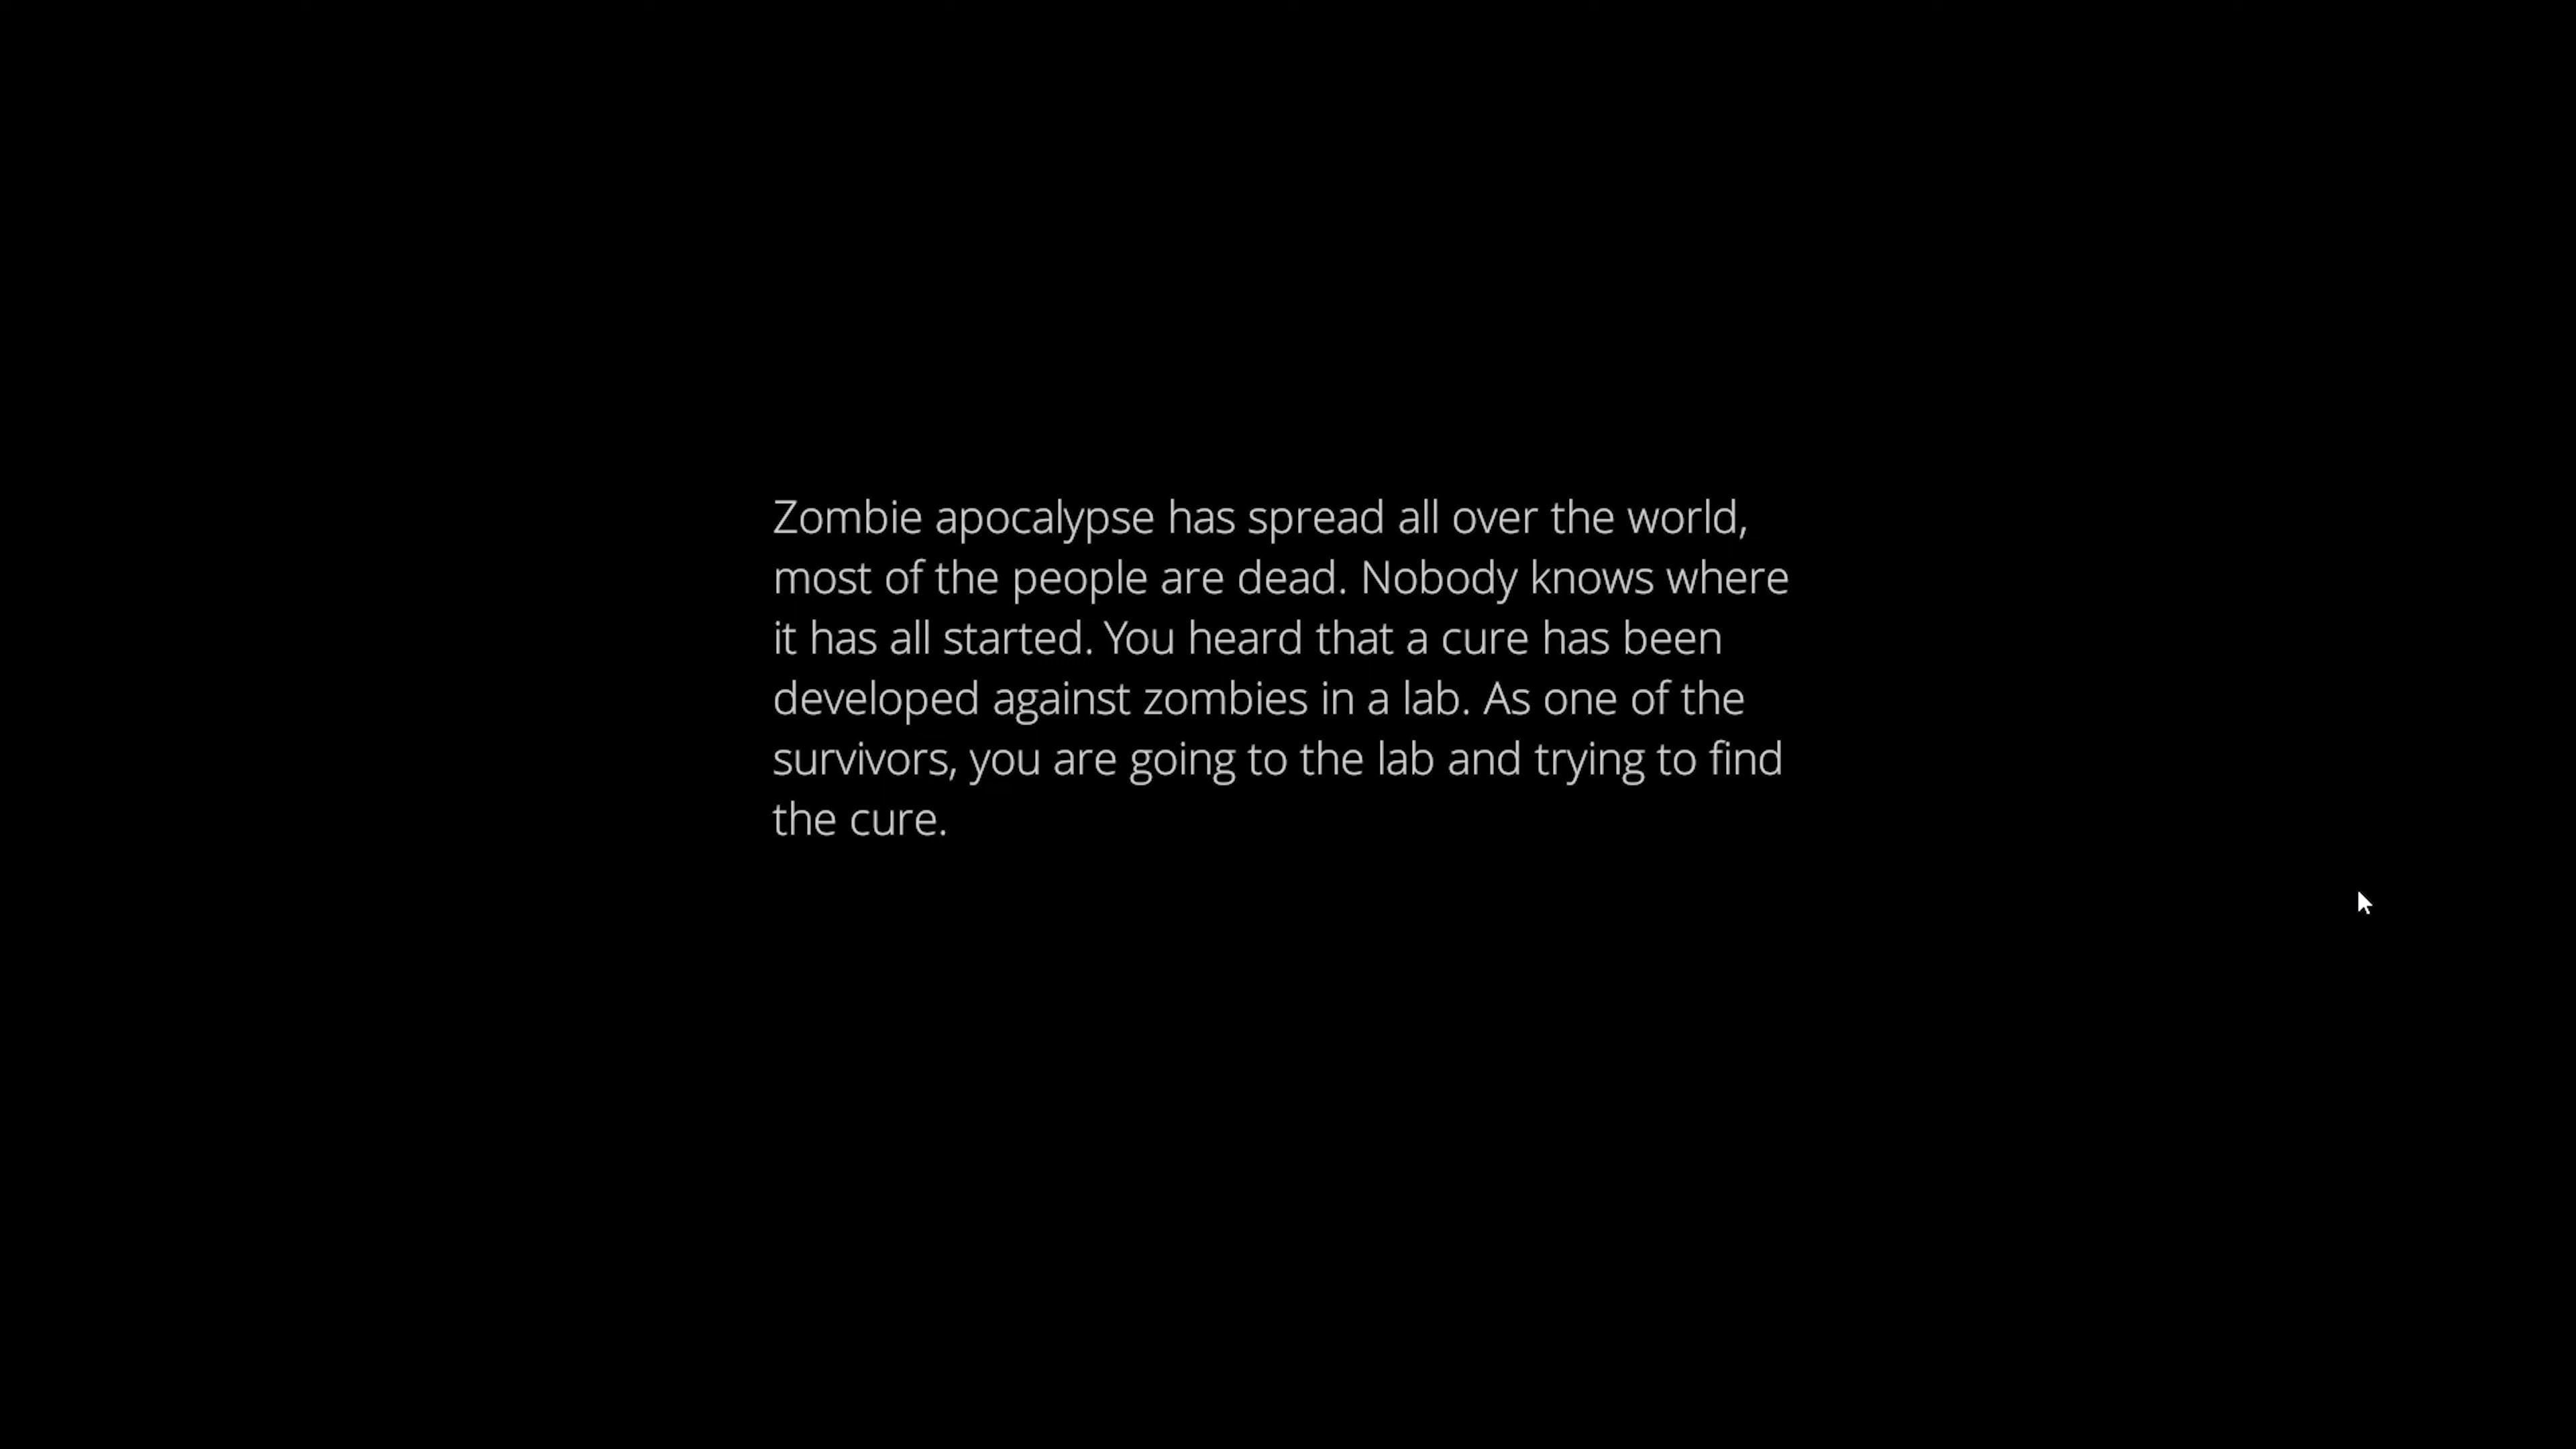 Zombie apocalypse has spread all over the world,
most of the people are dead. Nobody knows where
it has all started. You heard that a cure has been
developed against zombies in a lab. As one of the
survivors, you are going to the lab and trying to find
the cure.